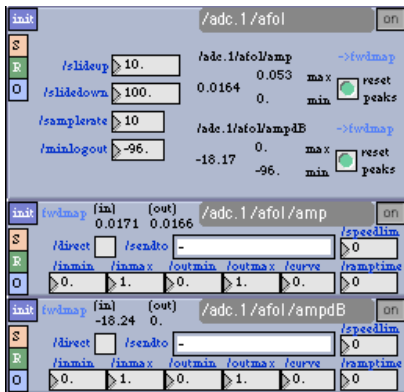 init /adc.1/afol on
S
R
O
/slideup 10.
/slidedown 100.
/samplerate 10
/minlogout -96.
/adc.1/afol/amp ->fwdmap
0.0164 0.053 max
0. min
reset peaks
/adc.1/afol/ampdB ->fwdmap
-18.17 0. max
-96. min
reset peaks
init fwdmap (in) (out) /adc.1/afol/amp on
0.0171 0.0166
S
R
O
/direct /sendto - /speedlim 0
/inmin /inmax /outmin /outmax /curve /ramptime
0. 1. 0. 1. 0. 0
init fwdmap (in) (out) /adc.1/afol/ampdB on
-18.24 0.
S
R
O
/direct /sendto - /speedlim 0
/inmin /inmax /outmin /outmax /curve /ramptime
0. 1. 0. 1. 0. 0